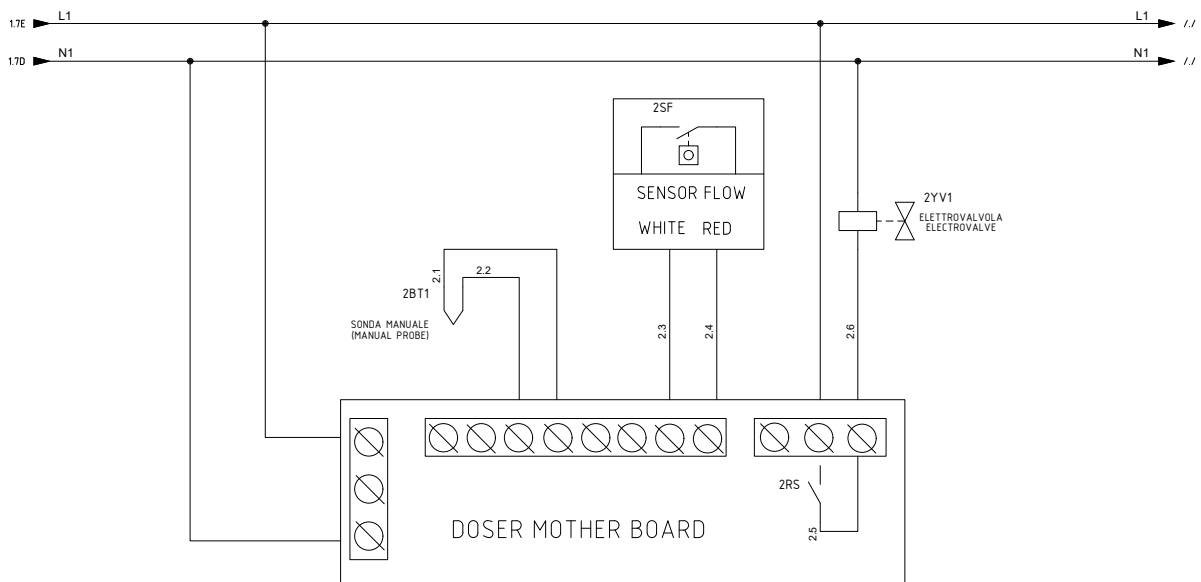 1.7E L1 L1 /./
1.7D N1 N1 /./
2SF
SENSOR FLOW
WHITE RED
2YV1
ELETTROVALVOLA
ELECTROVALVE
2.1 2.2
2BT1
SONDA MANUALE
(MANUAL PROBE)
2.3 2.4 2.6
2RS
2.5
DOSER MOTHER BOARD